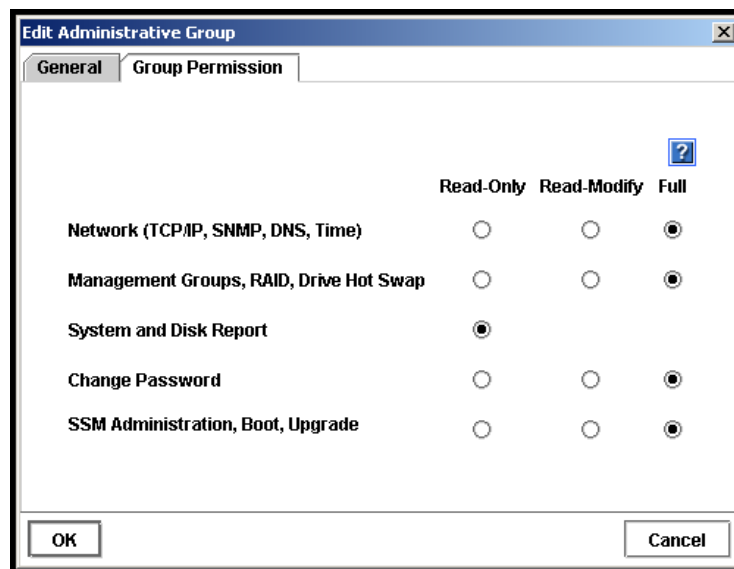 Edit Administrative Group
General Group Permission
?
Read-Only Read-Modify Full
Network (TCP/IP, SNMP, DNS, Time)
Management Groups, RAID, Drive Hot Swap
System and Disk Report
Change Password
SSM Administration, Boot, Upgrade
OK Cancel